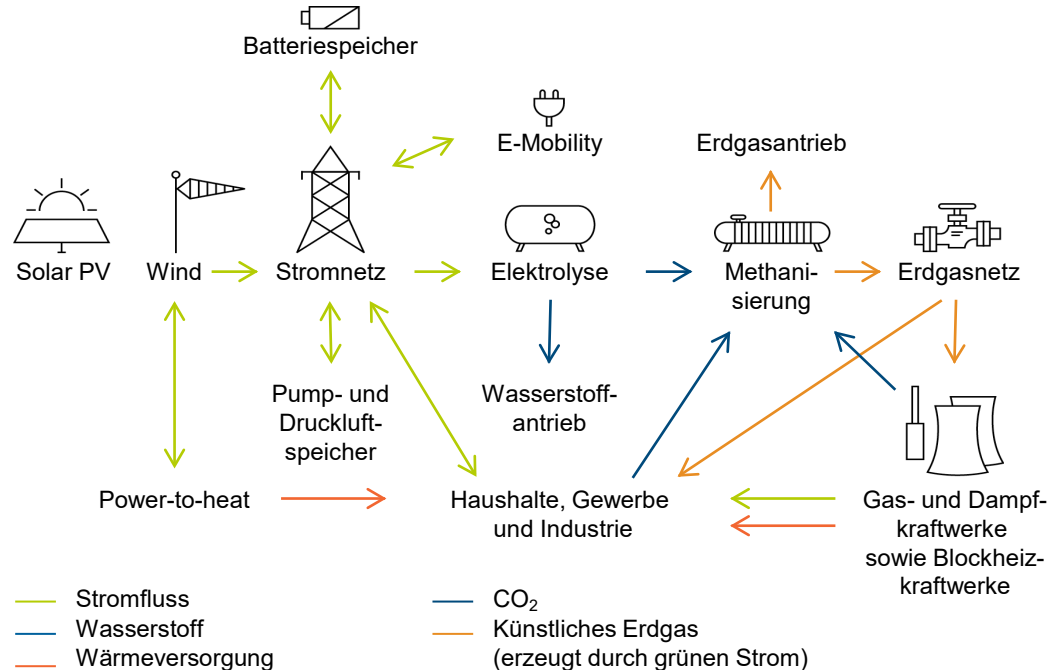 Batteriespeicher
E-Mobility
Erdgasantrieb
Solar PV
Wind
Stromnetz
Elektrolyse
Methani-
sierung
Erdgasnetz
Pump- und
Druckluft-
speicher
Wasserstoff-
antrieb
Power-to-heat
Haushalte, Gewerbe
und Industrie
Gas- und Dampf-
kraftwerke
sowie Blockheiz-
kraftwerke
Stromfluss
Wasserstoff
Wärmeversorgung
CO₂
Künstliches Erdgas
(erzeugt durch grünen Strom)